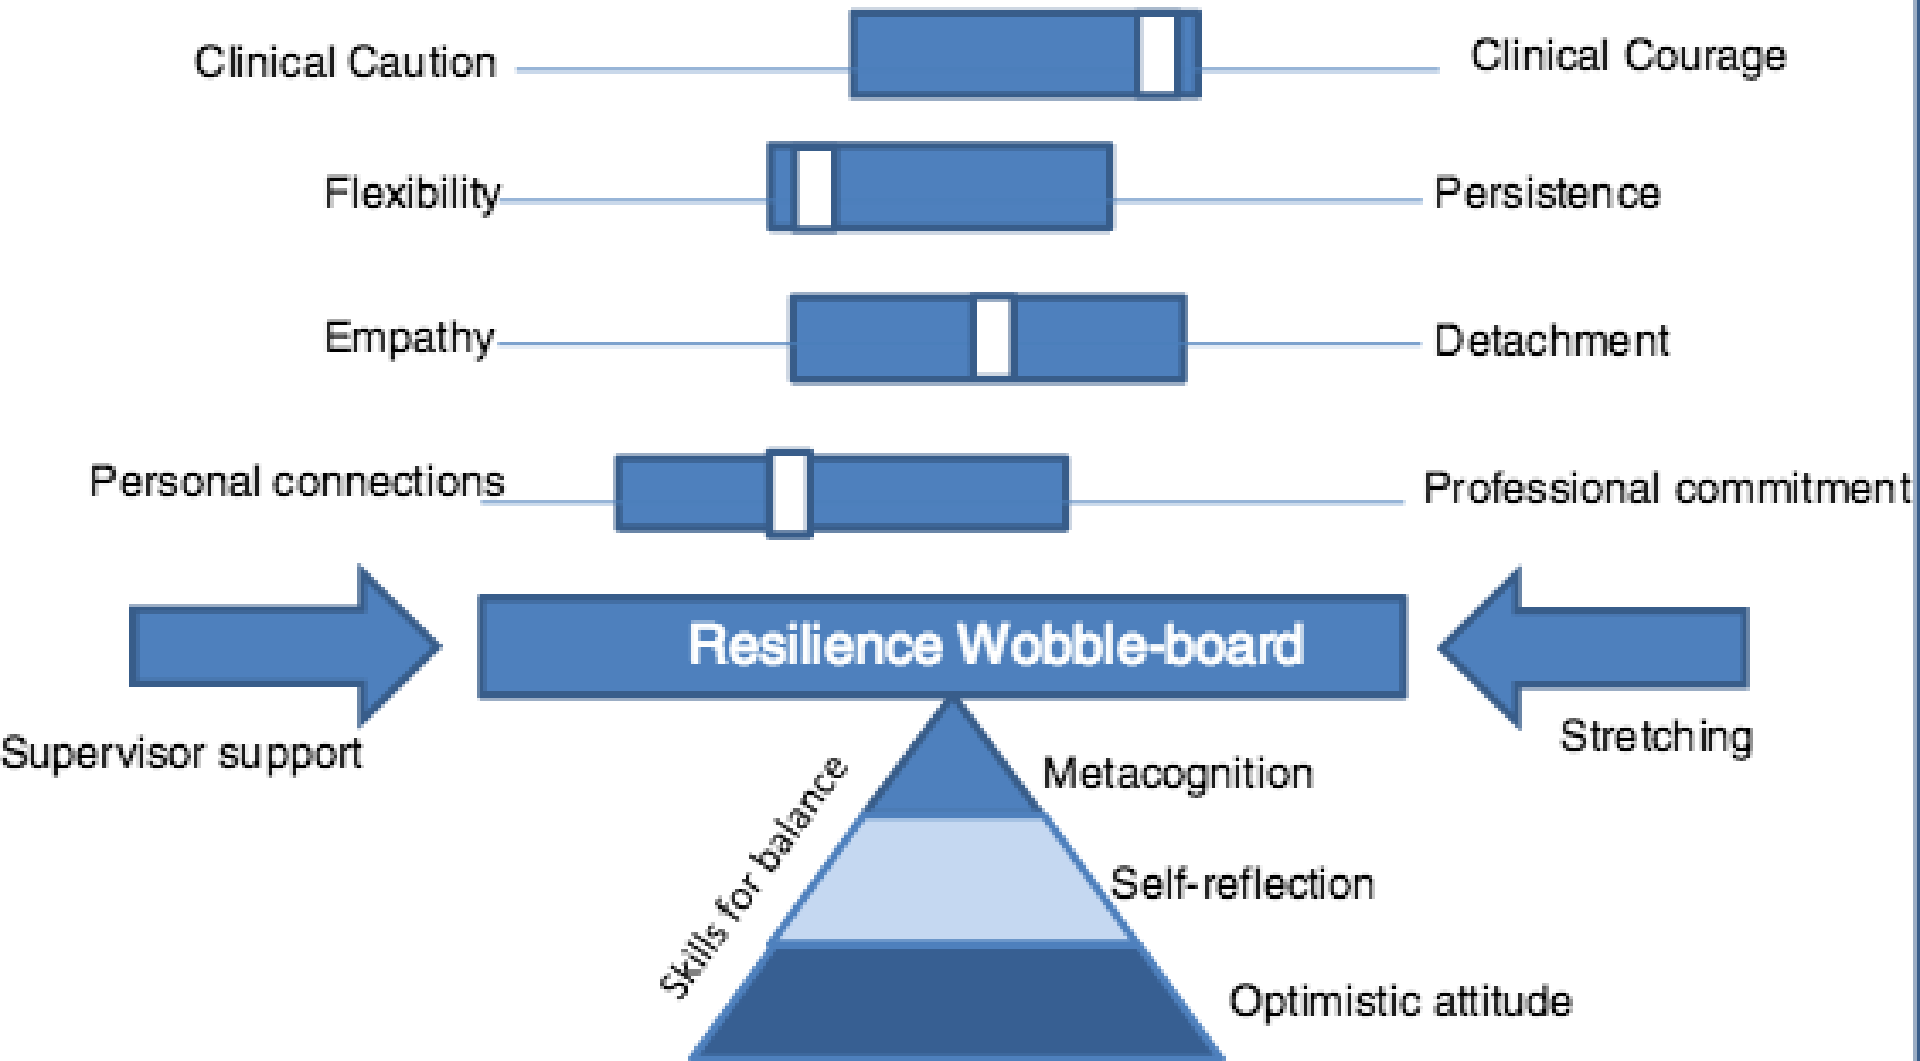 Clinical Caution
Clinical Courage
Flexibility
Persistence
Empathy
Detachment
Personal connections
Professional commitment
Resilience Wobble-board
Supervisor support
Stretching
Skills for balance
Metacognition
Self-reflection
Optimistic attitude